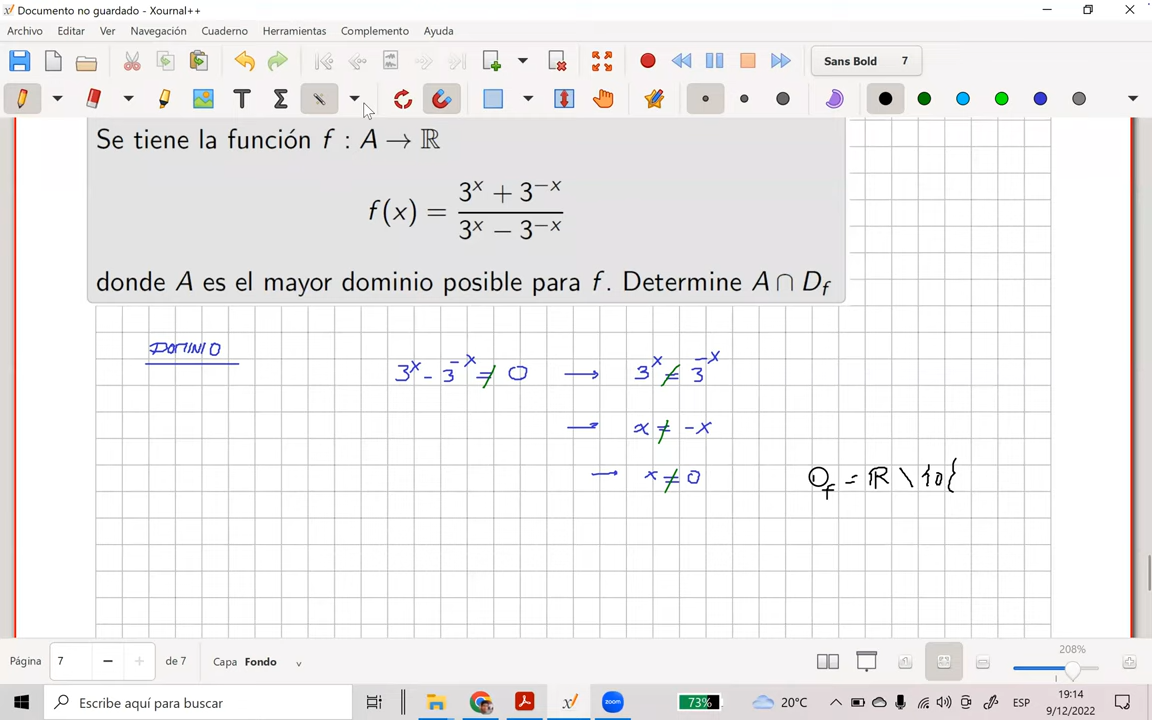 Documento no guardado - Xournal++
Archivo Editar Ver Navegación Cuaderno Herramientas Complemento Ayuda
Sans Bold 7
Se tiene la función f : A → ℝ
f(x) = (3^x + 3^{-x}) / (3^x − 3^{-x})
donde A es el mayor dominio posible para f. Determine A ∩ D_f
DOMINIO
3^x - 3^{-x} ≠ 0 → 3^x ≠ 3^{-x}
→ x ≠ -x
→ x ≠ 0 D_f = ℝ \ {0}
Página 7 de 7 Capa Fondo 208%
Escribe aquí para buscar 73% 20°C ESP 19:14
9/12/2022